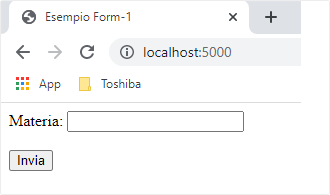 Esempio Form-1
localhost:5000
App Toshiba
Materia:
Invia